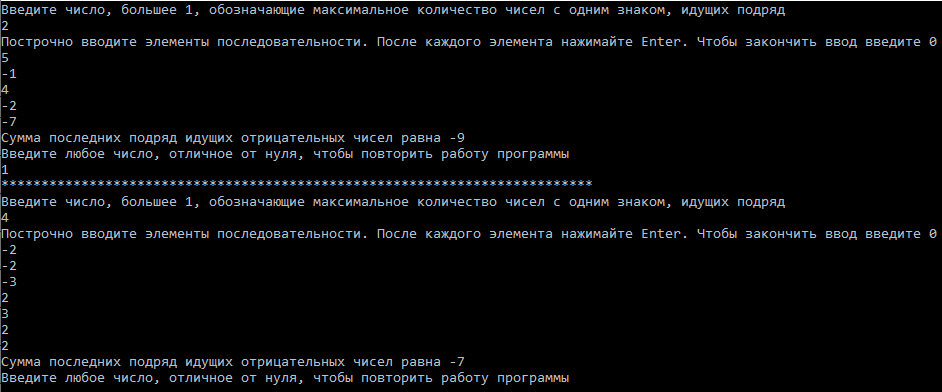 Введите число, большее 1, обозначающие максимальное количество чисел с одним знаком, идущих подряд
2
Построчно вводите элементы последовательности. После каждого элемента нажимайте Enter. Чтобы закончить ввод введите 0
5
-1
4
-2
-7
Сумма последних подряд идущих отрицательных чисел равна -9
Введите любое число, отличное от нуля, чтобы повторить работу программы
1
**************************************************************************
Введите число, большее 1, обозначающие максимальное количество чисел с одним знаком, идущих подряд
4
Построчно вводите элементы последовательности. После каждого элемента нажимайте Enter. Чтобы закончить ввод введите 0
-2
-2
-3
2
3
2
2
Сумма последних подряд идущих отрицательных чисел равна -7
Введите любое число, отличное от нуля, чтобы повторить работу программы